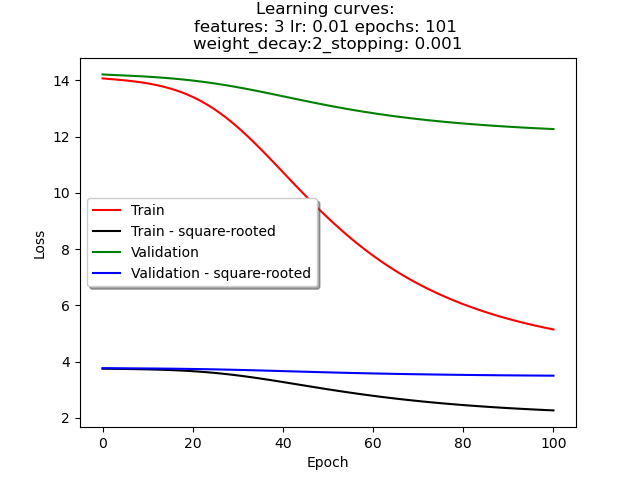 Learning curves:
features: 3 lr: 0.01 epochs: 101
weight_decay:2_stopping: 0.001
14
12
10
8
6
4
2
Loss
Train
Train - square-rooted
Validation
Validation - square-rooted
0
20
40
60
80
100
Epoch